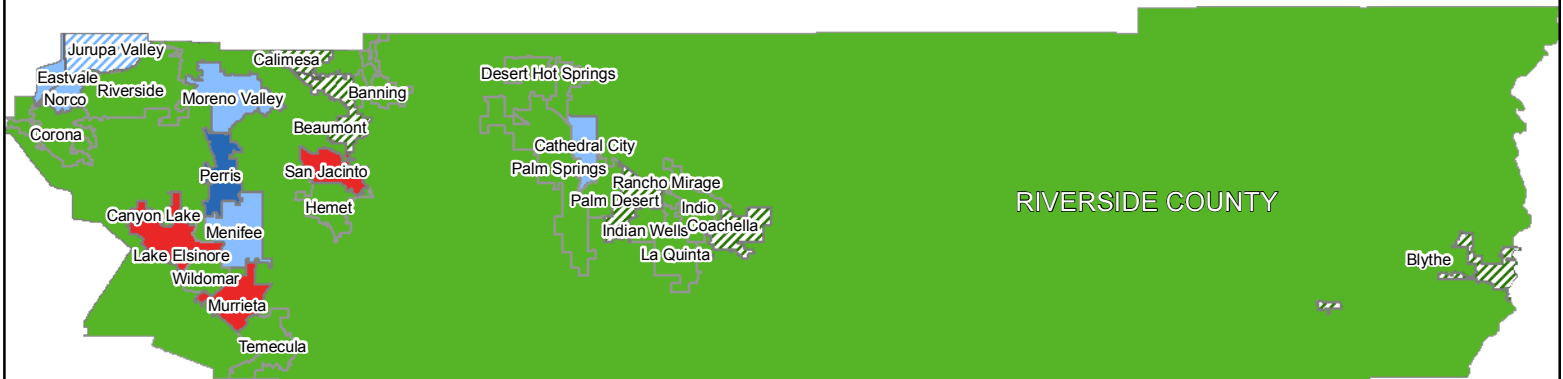 Jurupa Valley
Calimesa
Eastvale
Desert Hot Springs
Riverside
Norco
Moreno Valley
Banning
Beaumont
Corona
Cathedral City
Palm Springs
San Jacinto
Perris
Rancho Mirage
Palm Desert
RIVERSIDE COUNTY
Hemet
Indio
Canyon Lake
Coachella
Menifee
Indian Wells
Lake Elsinore
La Quinta
Blythe
Wildomar
Murrieta
Temecula